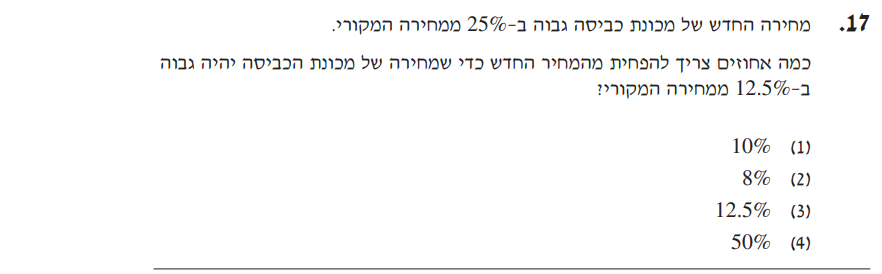 17. מחירה החדש של מכונת כביסה גבוה ב-25% ממחירה המקורי.
כמה אחוזים צריך להפחית מהמחיר החדש כדי שמחירה של מכונת הכביסה יהיה גבוה
ב-12.5% ממחירה המקורי?
(1) 10%
(2) 8%
(3) 12.5%
(4) 50%